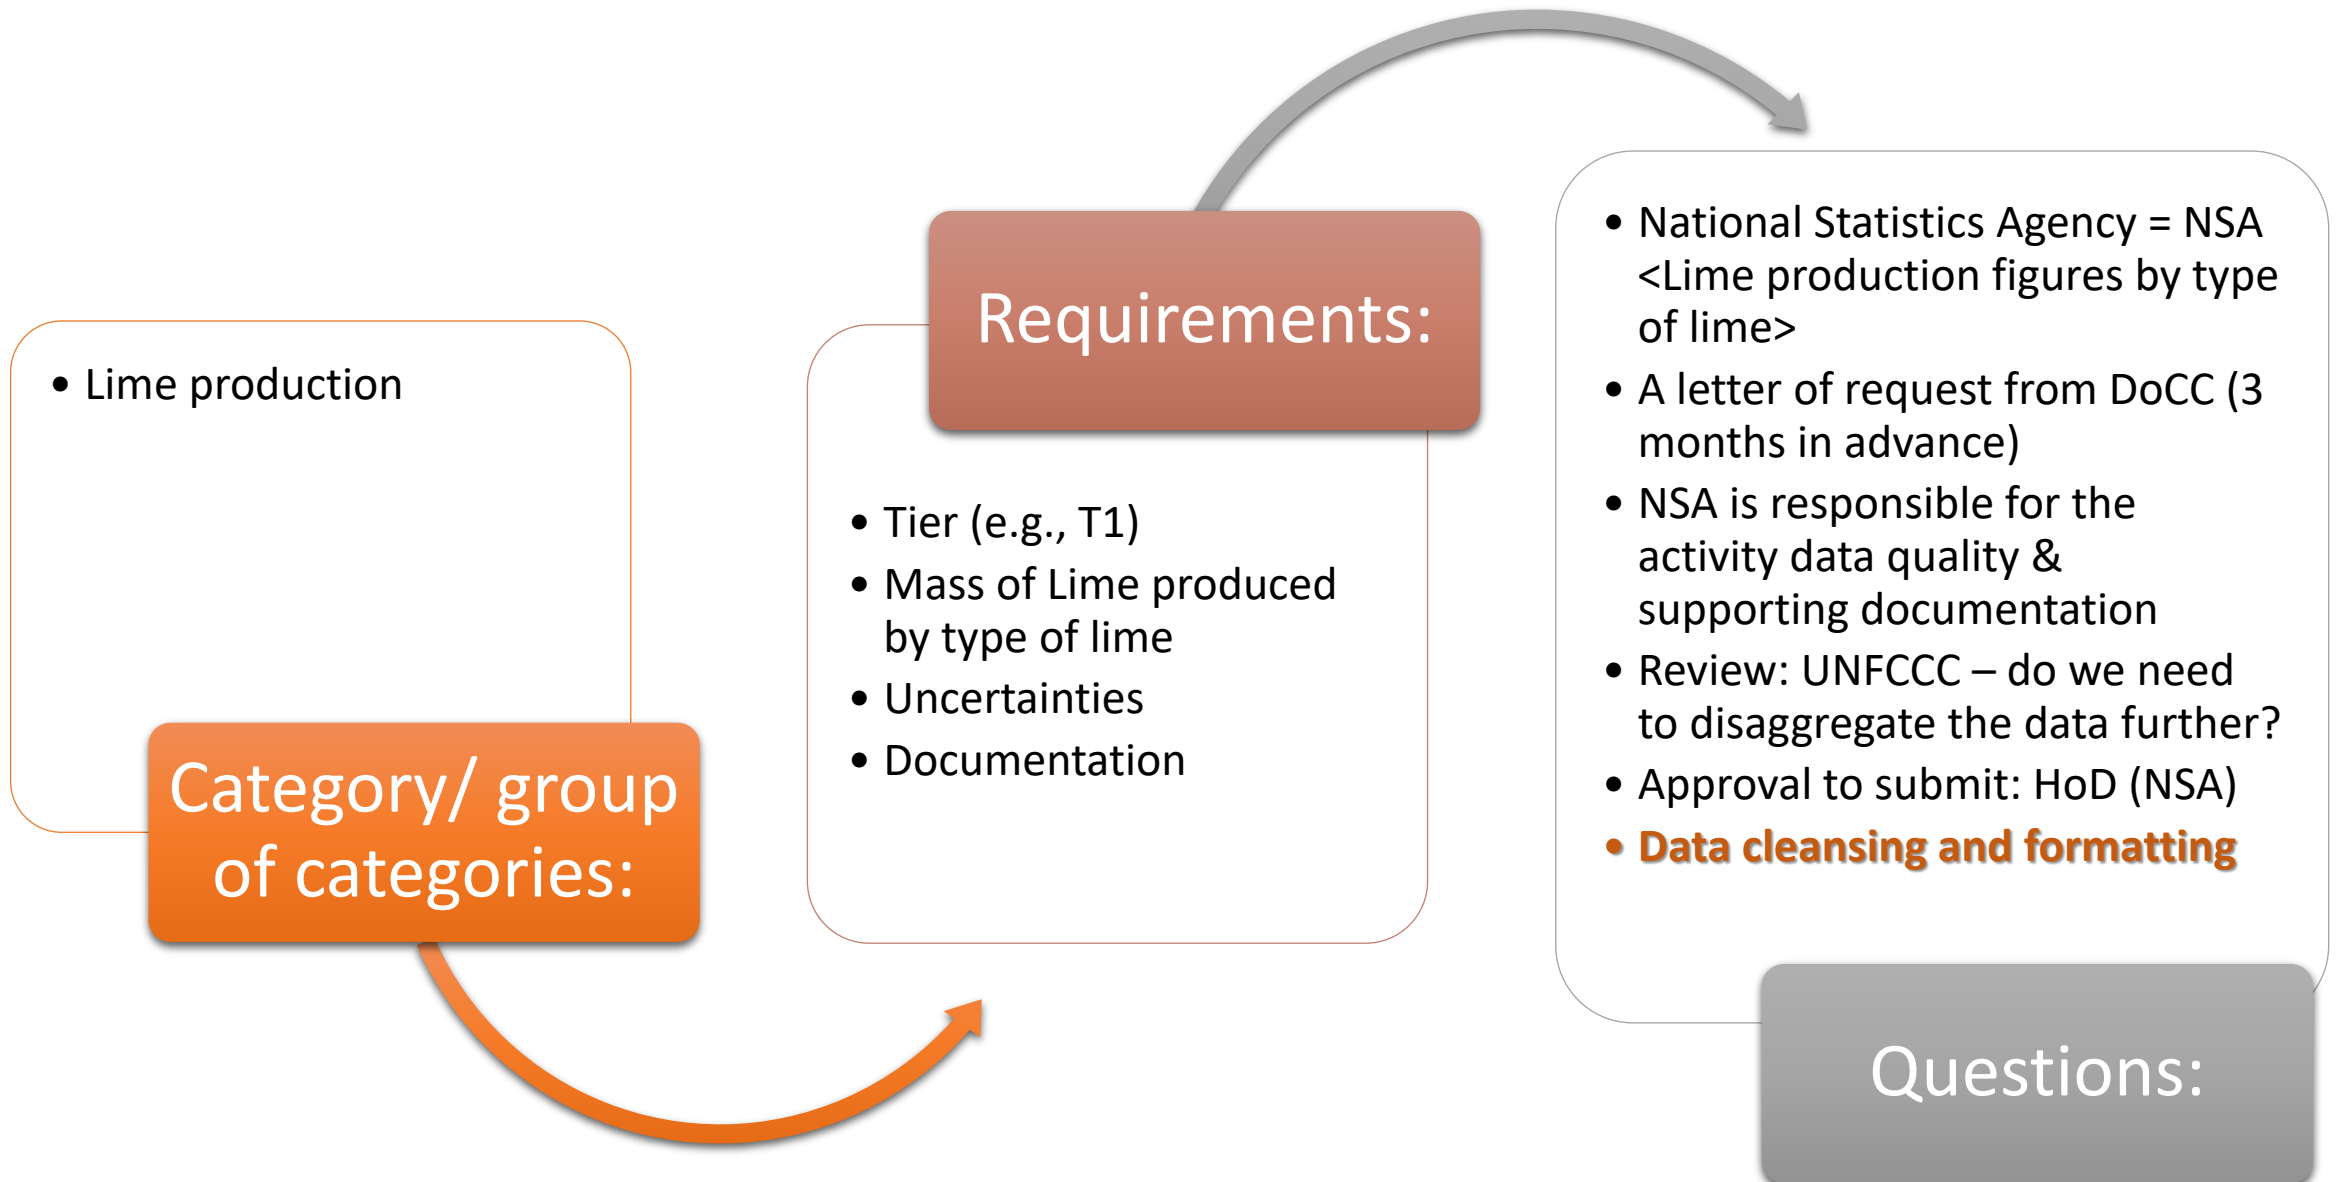 • Lime production
Category/ group
of categories:
Requirements:
• Tier (e.g., T1)
• Mass of Lime produced
by type of lime
• Uncertainties
• Documentation
• National Statistics Agency = NSA
<Lime production figures by type
of lime>
• A letter of request from DoCC (3
months in advance)
• NSA is responsible for the
activity data quality &
supporting documentation
• Review: UNFCCC – do we need
to disaggregate the data further?
• Approval to submit: HoD (NSA)
• Data cleansing and formatting
Questions: